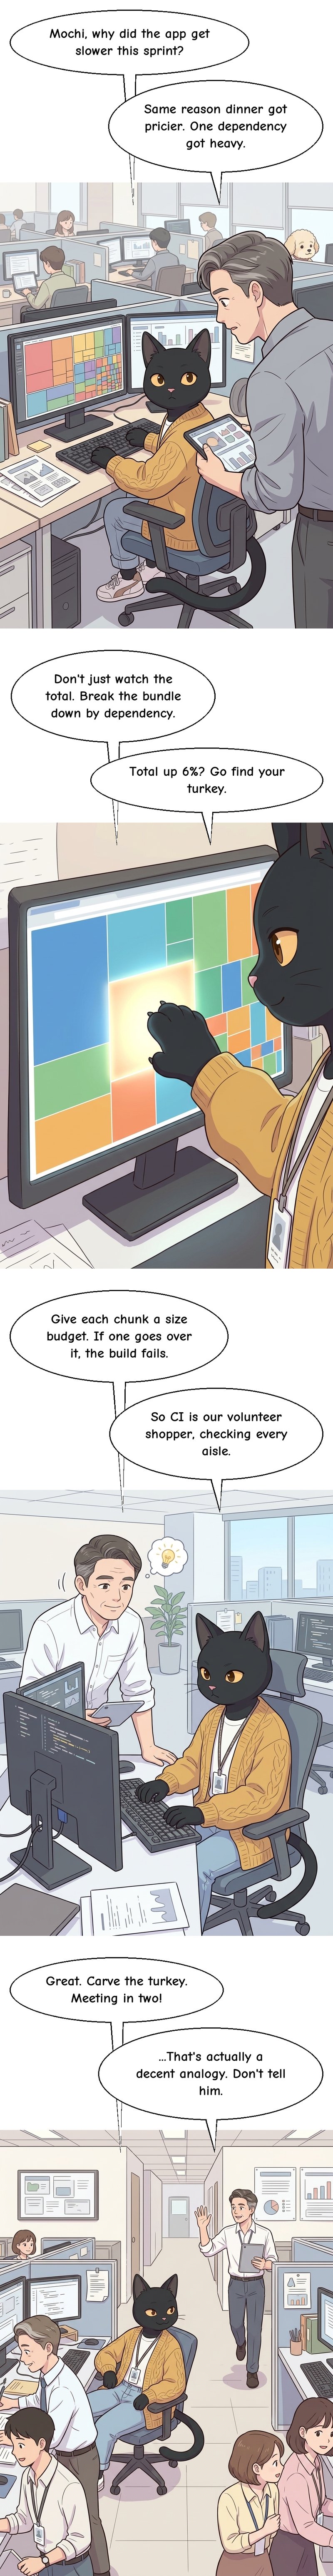 Mochi, why did the app get
slower this sprint?
Same reason dinner got
pricier. One dependency
got heavy.
Don't just watch the
total. Break the bundle
down by dependency.
Total up 6%? Go find your
turkey.
Give each chunk a size
budget. If one goes over
it, the build fails.
So CI is our volunteer
shopper, checking every
aisle.
Great. Carve the turkey.
Meeting in two!
...That's actually a
decent analogy. Don't tell
him.